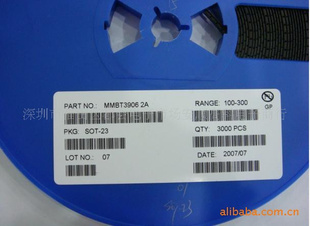 PART NO.: MMBT3906 2A RANGE: 100-300
GP
PKG: SOT-23 QTY: 3000 PCS
LOT NO.: 07 DATE: 2007/07
alibaba.com.cn